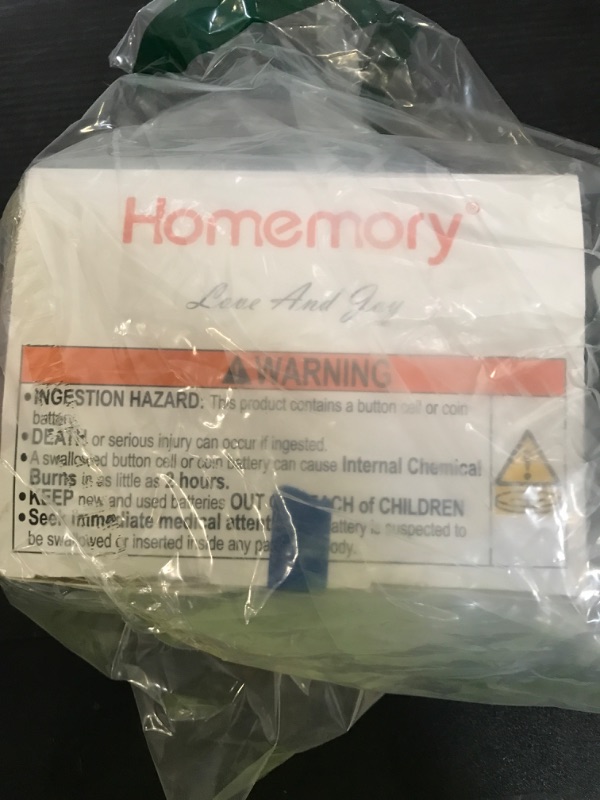 Homemory®
Love And Joy
WARNING
• INGESTION HAZARD: This product contains a button cell or coin
battery.
• DEATH or serious injury can occur if ingested.
• A swallowed button cell or coin battery can cause Internal Chemical
Burns in as little as 2 hours.
• KEEP new and used batteries OUT OF REACH of CHILDREN
• Seek immediate medical attent battery is suspected to
be swallowed or inserted inside any pa body.